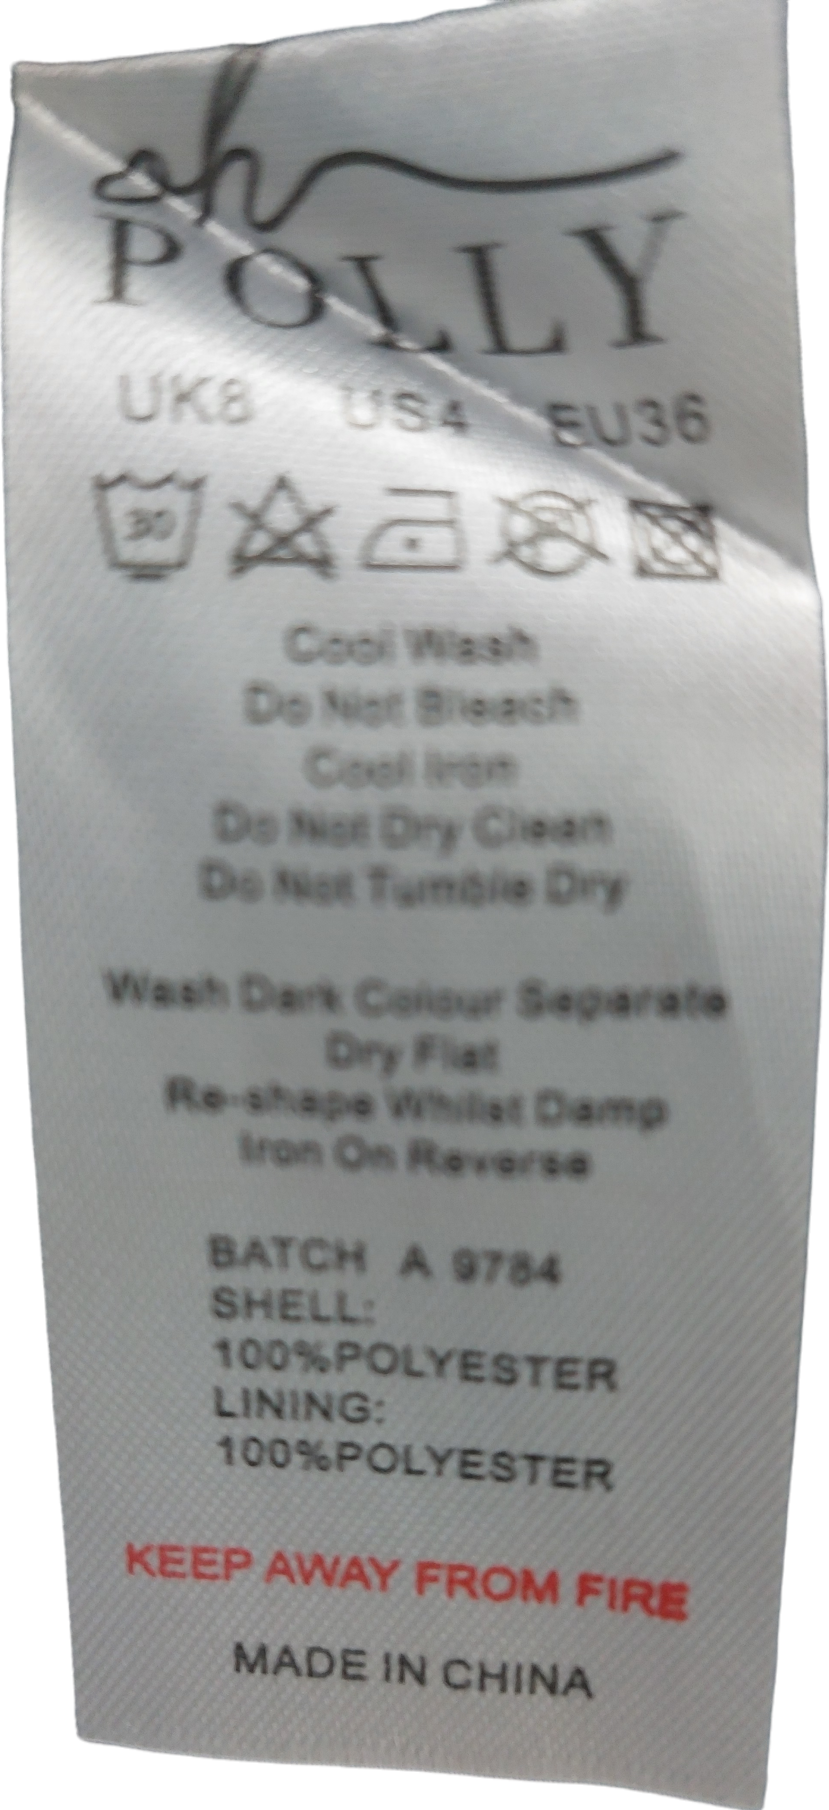 oh
POLLY
UK8 US4 EU36
30
Cool Wash
Do Not Bleach
Cool Iron
Do Not Dry Clean
Do Not Tumble Dry
Wash Dark Colour Separate
Dry Flat
Re-shape Whilst Damp
Iron On Reverse
BATCH A 9784
SHELL:
100%POLYESTER
LINING:
100%POLYESTER
KEEP AWAY FROM FIRE
MADE IN CHINA